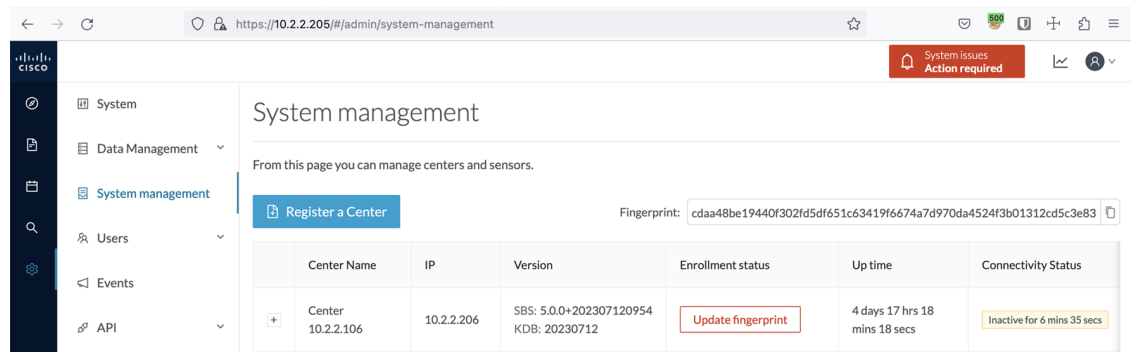 https://10.2.2.205/#/admin/system-management
500
CISCO
System issues
Action required
System
Data Management
System management
Users
Events
API
System management
From this page you can manage centers and sensors.
Register a Center
Fingerprint: cdaa48be19440f302fd5df651c63419f6674a7d970da4524f3b01312cd5c3e83
Center Name IP Version Enrollment status Up time Connectivity Status
Center
10.2.2.106
10.2.2.206
SBS: 5.0.0+202307120954
KDB: 20230712
Update fingerprint
4 days 17 hrs 18
mins 18 secs
Inactive for 6 mins 35 secs